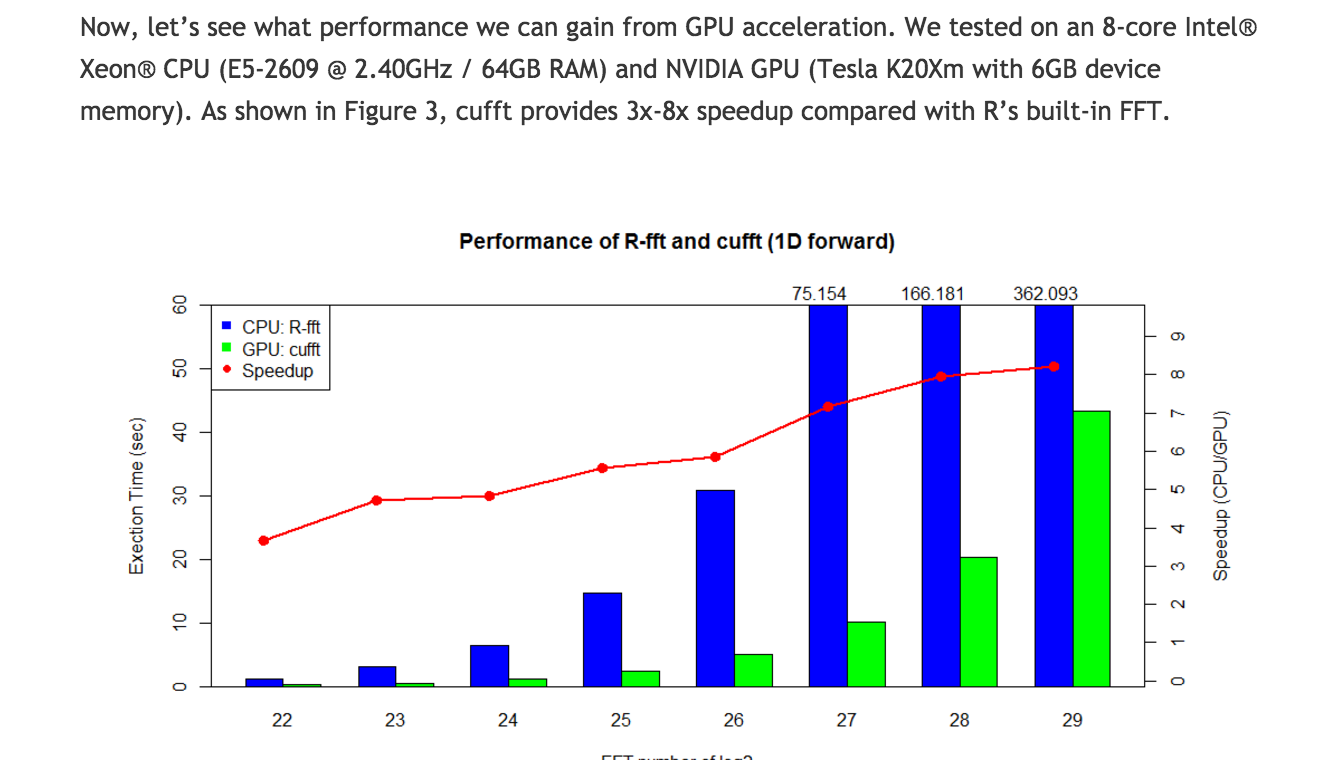 Now, let’s see what performance we can gain from GPU acceleration. We tested on an 8-core Intel®
Xeon® CPU (E5-2609 @ 2.40GHz / 64GB RAM) and NVIDIA GPU (Tesla K20Xm with 6GB device
memory). As shown in Figure 3, cufft provides 3x-8x speedup compared with R’s built-in FFT.
Performance of R-fft and cufft (1D forward)
75.154 166.181 362.093
CPU: R-fft
GPU: cufft
Speedup
Exection Time (sec)
60
50
40
30
20
10
0
9
8
7
6
5
4
3
2
1
0
Speedup (CPU/GPU)
22 23 24 25 26 27 28 29
FFT number of log2